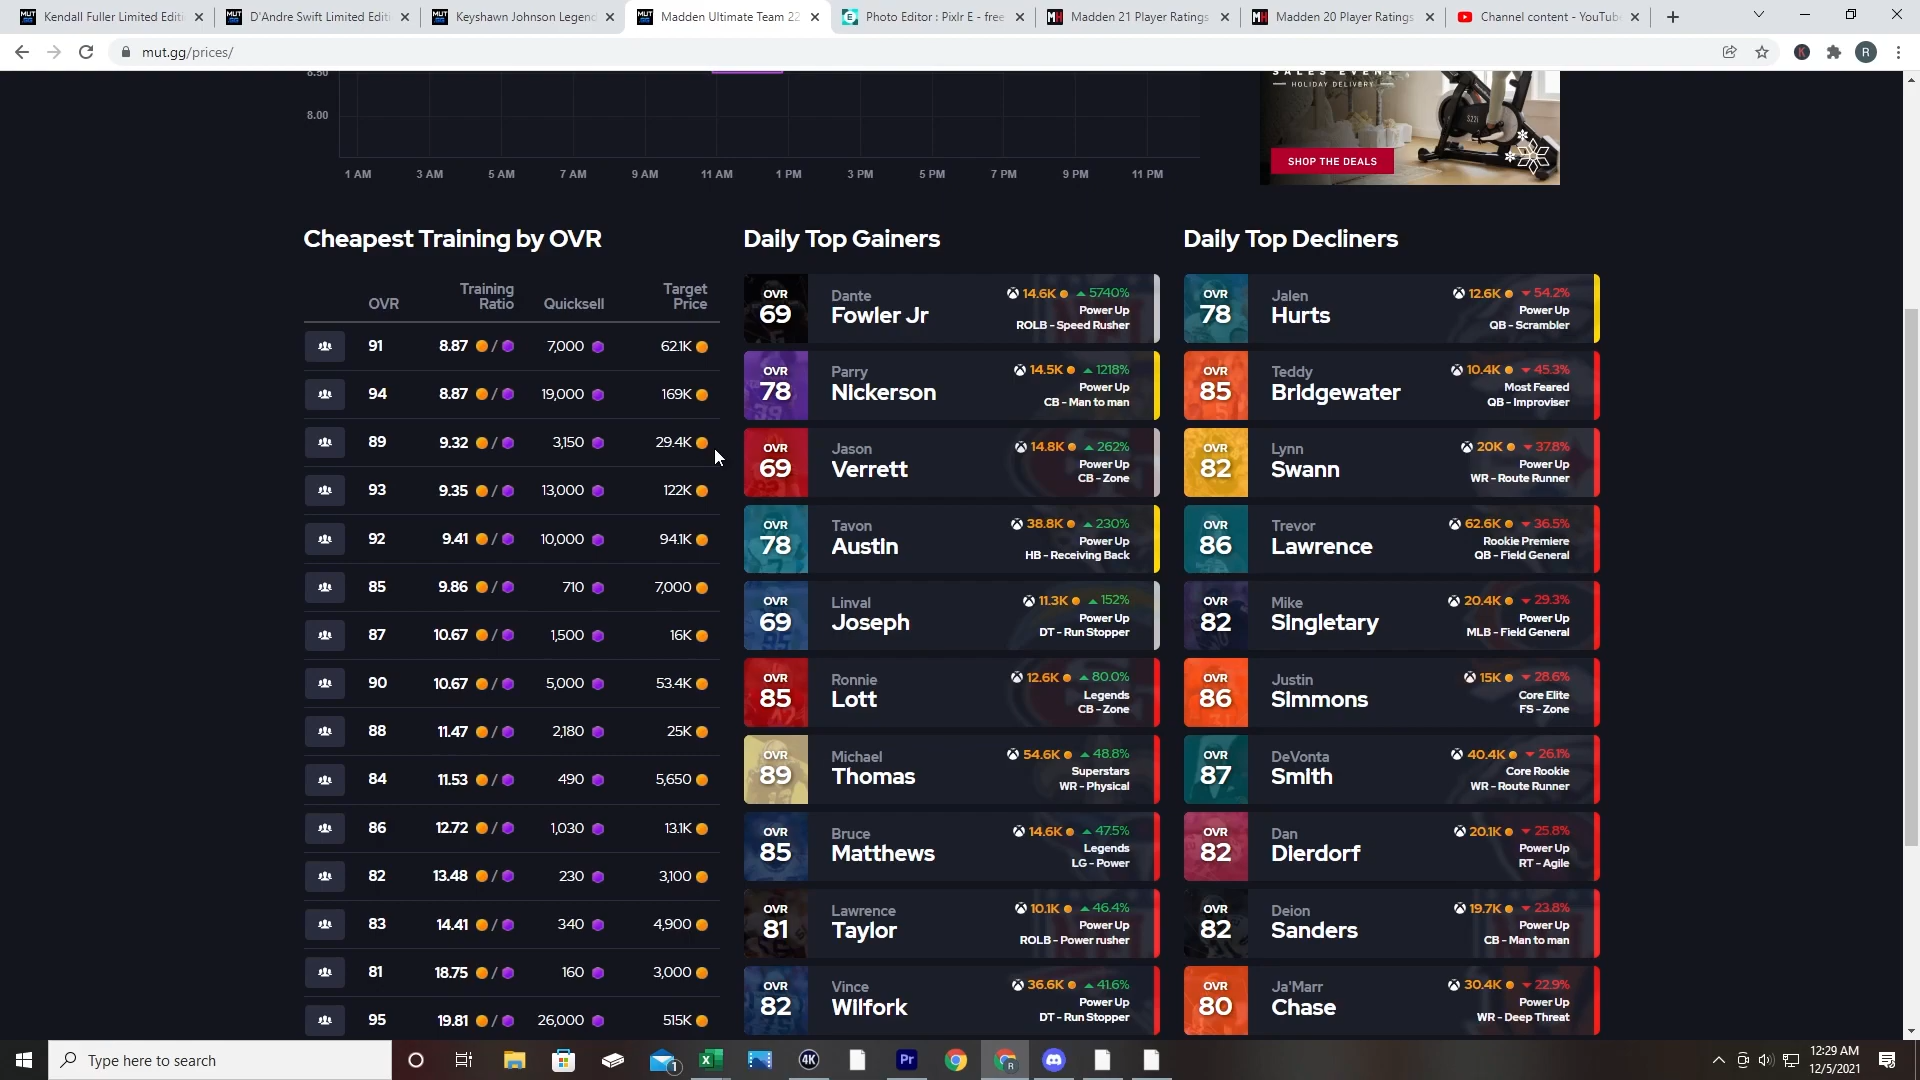 Kendall Fuller Limited Editi
D'Andre Swift Limited Editi
Keyshawn Johnson Legend
Madden Ultimate Team 22
Photo Editor : Pixlr E - free
Madden 21 Player Ratings
Madden 20 Player Ratings
Channel content - YouTub
mut.gg/prices/
R
8.50
8.00
1 AM 3 AM 5 AM 7 AM 9 AM 11 AM 1 PM 3 PM 5 PM 7 PM 9 PM 11 PM
SALES EVENT
HOLIDAY DELIVERY
SHOP THE DEALS
Cheapest Training by OVR
OVR Training Ratio Quicksell Target Price
91 8.87 / 7,000 62.1K
94 8.87 / 19,000 169K
89 9.32 / 3,150 29.4K
93 9.35 / 13,000 122K
92 9.41 / 10,000 94.1K
85 9.86 / 710 7,000
87 10.67 / 1,500 16K
90 10.67 / 5,000 53.4K
88 11.47 / 2,180 25K
84 11.53 / 490 5,650
86 12.72 / 1,030 13.1K
82 13.48 / 230 3,100
83 14.41 / 340 4,900
81 18.75 / 160 3,000
95 19.81 / 26,000 515K
Daily Top Gainers
OVR 69
Dante Fowler Jr
14.6K 5740%
Power Up
ROLB - Speed Rusher
OVR 78
Parry Nickerson
14.5K 1218%
Power Up
CB - Man to man
OVR 69
Jason Verrett
14.8K 262%
Power Up
CB - Zone
OVR 78
Tavon Austin
38.8K 230%
Power Up
HB - Receiving Back
OVR 69
Linval Joseph
11.3K 152%
Power Up
DT - Run Stopper
OVR 85
Ronnie Lott
12.6K 80.0%
Legends
CB - Zone
OVR 89
Michael Thomas
54.6K 48.8%
Superstars
WR - Physical
OVR 85
Bruce Matthews
14.6K 47.5%
Legends
LG - Power
OVR 81
Lawrence Taylor
10.1K 46.4%
Power Up
ROLB - Power rusher
OVR 82
Vince Wilfork
36.6K 41.6%
Power Up
DT - Run Stopper
Daily Top Decliners
OVR 78
Jalen Hurts
12.6K 54.2%
Power Up
QB - Scrambler
OVR 85
Teddy Bridgewater
10.4K 45.3%
Most Feared
QB - Improviser
OVR 82
Lynn Swann
20K 37.8%
Power Up
WR - Route Runner
OVR 86
Trevor Lawrence
62.6K 36.5%
Rookie Premiere
QB - Field General
OVR 82
Mike Singletary
20.4K 29.3%
Power Up
MLB - Field General
OVR 86
Justin Simmons
15K 28.6%
Core Elite
FS - Zone
OVR 87
DeVonta Smith
40.4K 26.1%
Core Rookie
WR - Route Runner
OVR 82
Dan Dierdorf
20.1K 25.8%
Power Up
RT - Agile
OVR 82
Deion Sanders
19.7K 23.8%
Power Up
CB - Man to man
OVR 80
Ja'Marr Chase
30.4K 22.9%
Power Up
WR - Deep Threat
Type here to search
1
4K
Pr
R
12:29 AM
12/5/2021